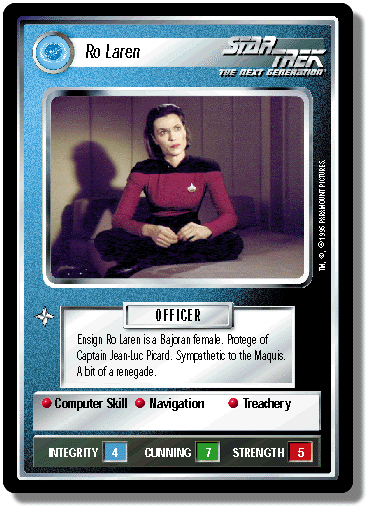 Ro Laren
STAR TREK
THE NEXT GENERATION®
TM, ®, © 1995 PARAMOUNT PICTURES.
OFFICER
Ensign Ro Laren is a Bajoran female. Protege of
Captain Jean-Luc Picard. Sympathetic to the Maquis.
A bit of a renegade.
Computer Skill Navigation Treachery
INTEGRITY 4 CUNNING 7 STRENGTH 5